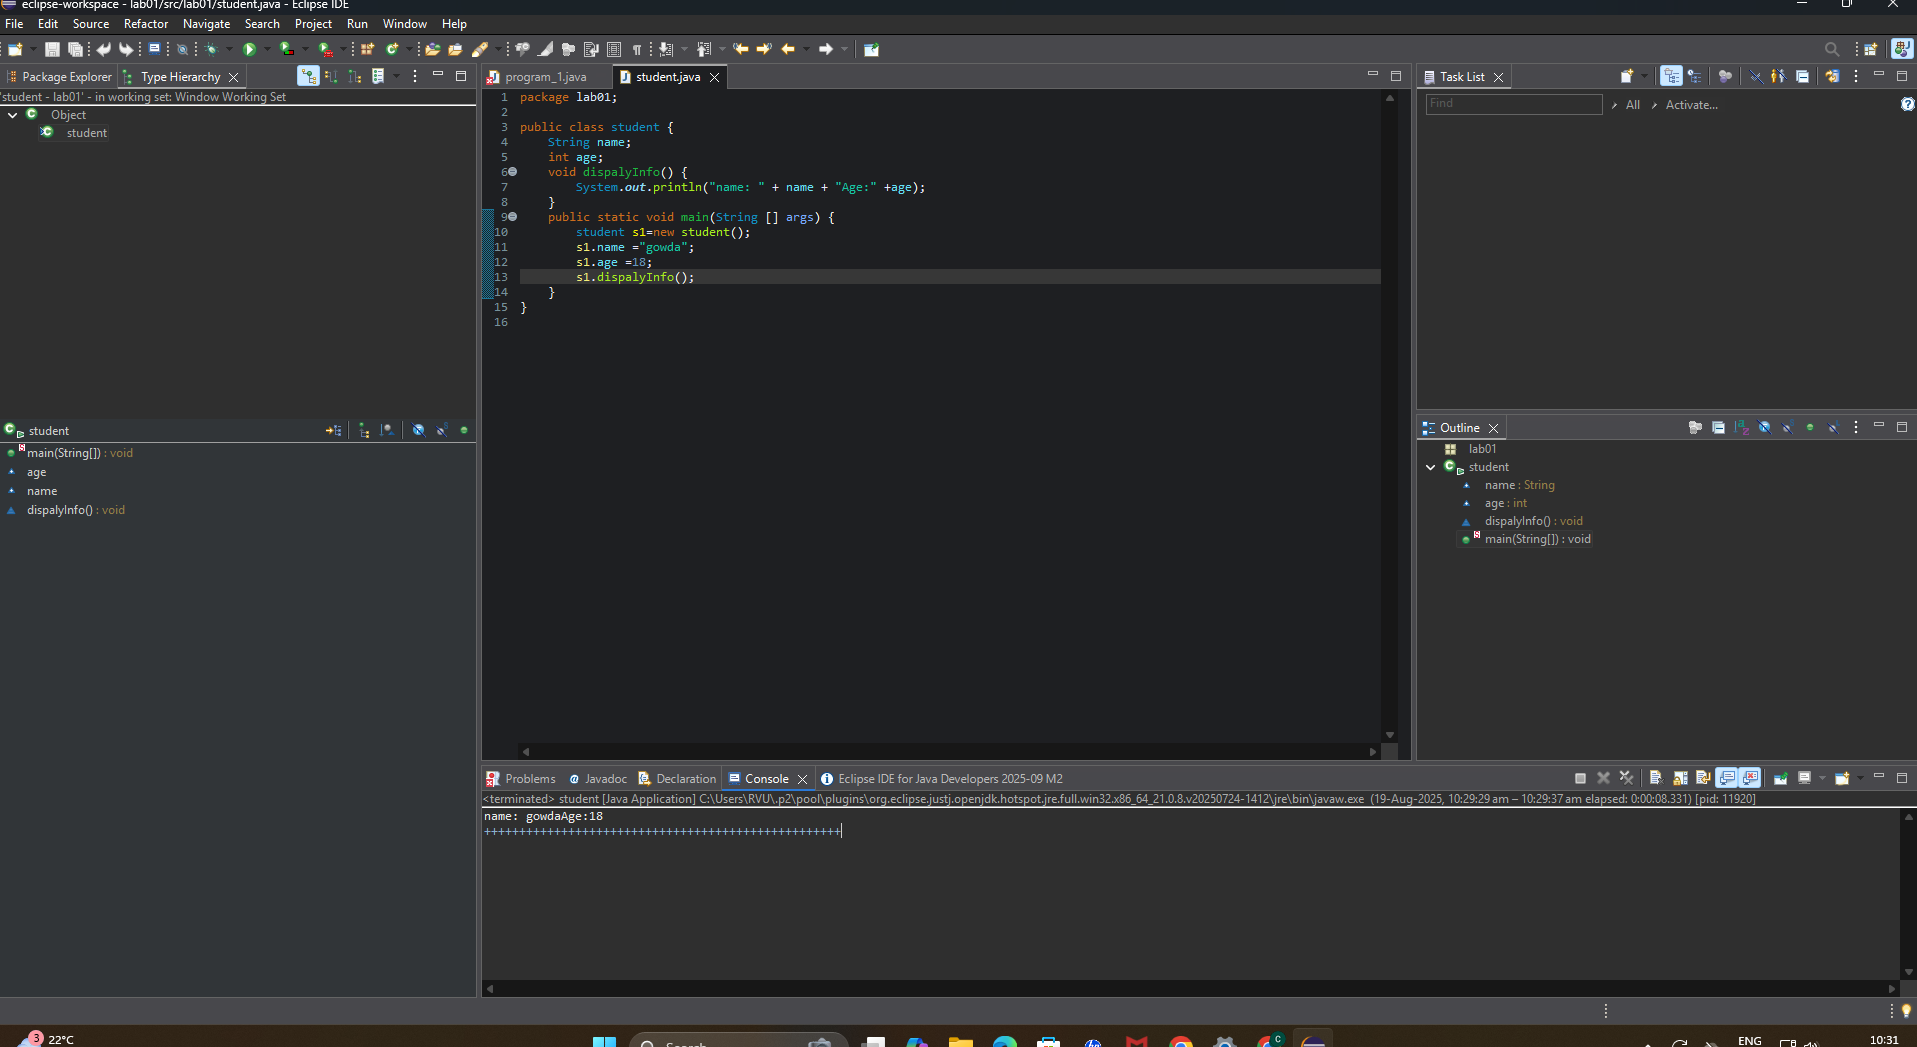 eclipse-workspace - lab01/src/lab01/student.java - Eclipse IDE
File Edit Source Refactor Navigate Search Project Run Window Help
Package Explorer Type Hierarchy
'student - lab01' - in working set: Window Working Set
Object
student
student
main(String[]) : void
age
name
dispalyInfo() : void
program_1.java student.java
1 package lab01;
2
3 public class student {
4 String name;
5 int age;
6 void dispalyInfo() {
7 System.out.println("name: " + name + "Age:" +age);
8 }
9 public static void main(String [] args) {
10 student s1=new student();
11 s1.name ="gowda";
12 s1.age =18;
13 s1.dispalyInfo();
14 }
15 }
16
Task List
Find All Activate...
Outline
lab01
student
name : String
age : int
dispalyInfo() : void
main(String[]) : void
Problems Javadoc Declaration Console Eclipse IDE for Java Developers 2025-09 M2
<terminated> student [Java Application] C:\Users\RVU\.p2\pool\plugins\org.eclipse.justj.openjdk.hotspot.jre.full.win32.x86_64_21.0.8.v20250724-1412\jre\bin\javaw.exe (19-Aug-2025, 10:29:29 am – 10:29:37 am elapsed: 0:00:08.331) [pid: 11920]
name: gowdaAge:18
+++++++++++++++++++++++++++++++++++++++++++++++++++
3 22°C
Search
ENG
10:31